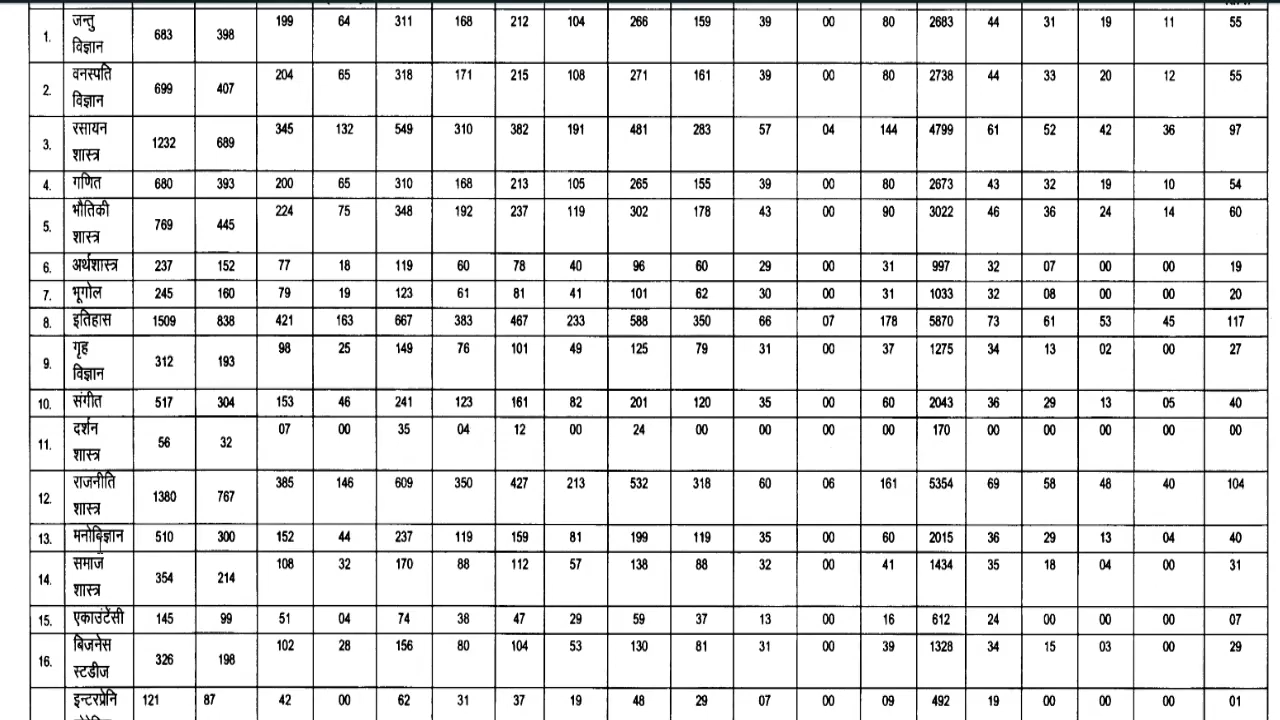 1. जन्तु विज्ञान 683 398 199 64 311 168 212 104 266 159 39 00 80 2683 44 31 19 11 55
2. वनस्पति विज्ञान 699 407 204 65 318 171 215 108 271 161 39 00 80 2738 44 33 20 12 55
3. रसायन शास्त्र 1232 689 345 132 549 310 382 191 481 283 57 04 144 4799 61 52 42 36 97
4. गणित 680 393 200 65 310 168 213 105 265 155 39 00 80 2673 43 32 19 10 54
5. भौतिकी शास्त्र 769 445 224 75 348 192 237 119 302 178 43 00 90 3022 46 36 24 14 60
6. अर्थशास्त्र 237 152 77 18 119 60 78 40 96 60 29 00 31 997 32 07 00 00 19
7. भूगोल 245 160 79 19 123 61 81 41 101 62 30 00 31 1033 32 08 00 00 20
8. इतिहास 1509 838 421 163 667 383 467 233 588 350 66 07 178 5870 73 61 53 45 117
9. गृह विज्ञान 312 193 98 25 149 76 101 49 125 79 31 00 37 1275 34 13 02 00 27
10. संगीत 517 304 153 46 241 123 161 82 201 120 35 00 60 2043 36 29 13 05 40
11. दर्शन शास्त्र 56 32 07 00 35 04 12 00 24 00 00 00 00 170 00 00 00 00 00
12. राजनीति शास्त्र 1380 767 385 146 609 350 427 213 532 318 60 06 161 5354 69 58 48 40 104
13. मनोविज्ञान 510 300 152 44 237 119 159 81 199 119 35 00 60 2015 36 29 13 04 40
14. समाज शास्त्र 354 214 108 32 170 88 112 57 138 88 32 00 41 1434 35 18 04 00 31
15. एकाउंटेंसी 145 99 51 04 74 38 47 29 59 37 13 00 16 612 24 00 00 00 07
16. बिजनेस स्टडीज 326 198 102 28 156 80 104 53 130 81 31 00 39 1328 34 15 03 00 29
इन्टरप्रेनि 121 87 42 00 62 31 37 19 48 29 07 00 09 492 19 00 00 00 01